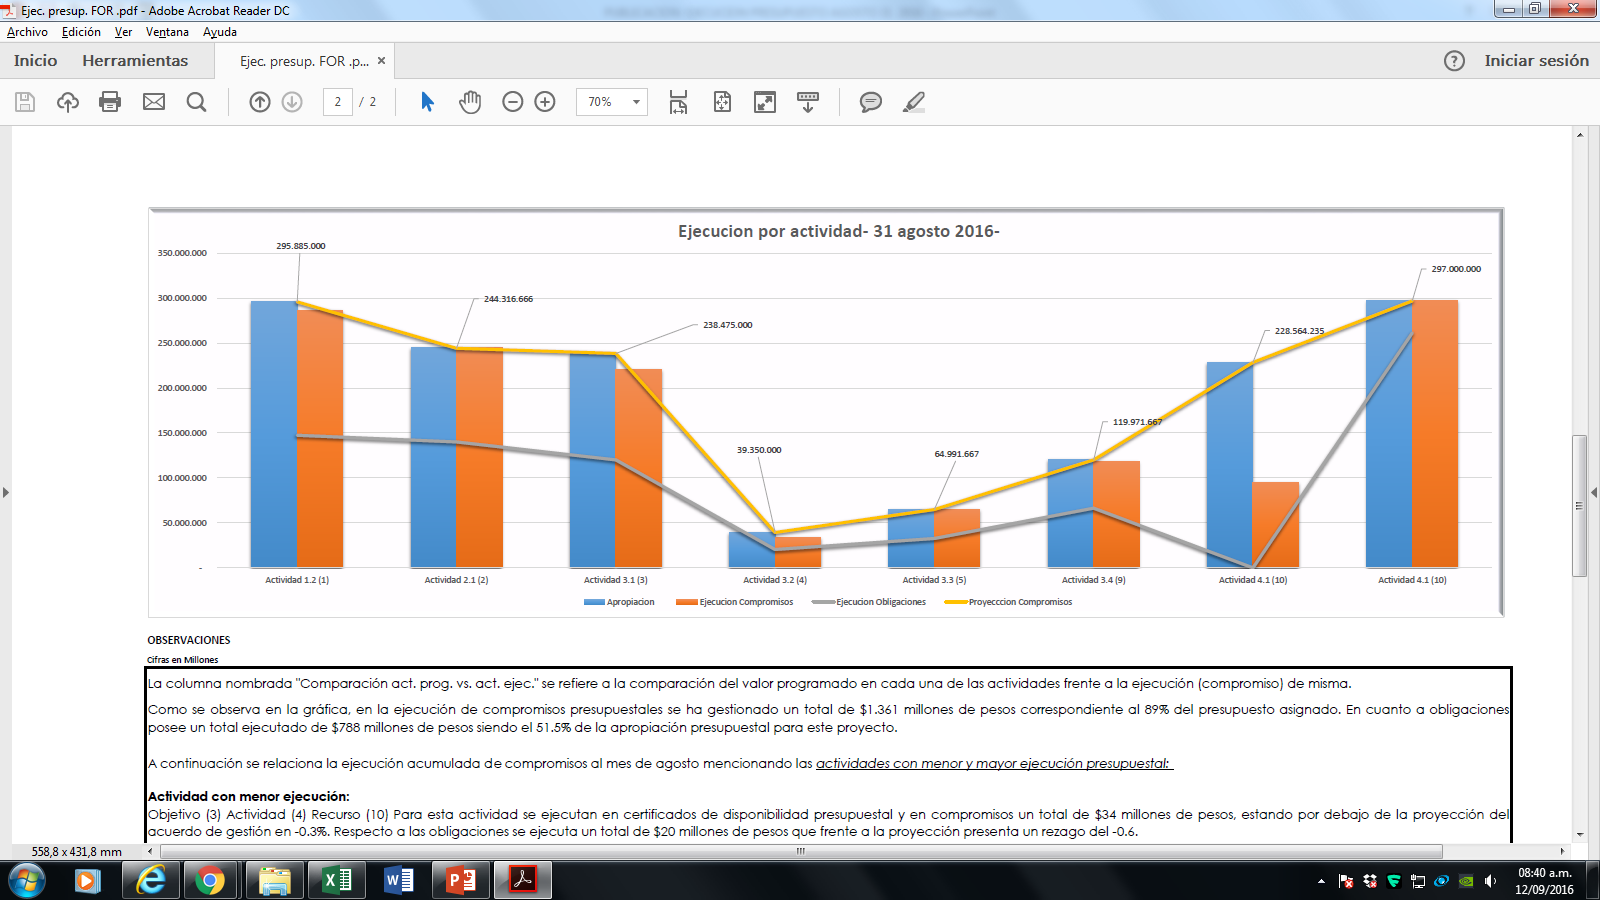 Ejec. presup. FOR .pdf - Adobe Acrobat Reader DC
Archivo Edición Ver Ventana Ayuda
Inicio Herramientas Ejec. presup. FOR .p... × ? Iniciar sesión
2 / 2 70%
Ejecucion por actividad- 31 agosto 2016-
295.885.000
350.000.000
297.000.000
300.000.000
244.316.666
238.475.000
228.564.235
250.000.000
200.000.000
150.000.000
119.971.667
39.350.000
64.991.667
100.000.000
50.000.000
-
Actividad 1.2 (1) Actividad 2.1 (2) Actividad 3.1 (3) Actividad 3.2 (4) Actividad 3.3 (5) Actividad 3.4 (9) Actividad 4.1 (10) Actividad 4.1 (10)
Apropiacion Ejecucion Compromisos Ejecucion Obligaciones Proyecccion Compromisos
OBSERVACIONES
Cifras en Millones
La columna nombrada "Comparación act. prog. vs. act. ejec." se refiere a la comparación del valor programado en cada una de las actividades frente a la ejecución (compromiso) de misma.
Como se observa en la gráfica, en la ejecución de compromisos presupuestales se ha gestionado un total de $1.361 millones de pesos correspondiente al 89% del presupuesto asignado. En cuanto a obligaciones
posee un total ejecutado de $788 millones de pesos siendo el 51.5% de la apropiación presupuestal para este proyecto.
A continuación se relaciona la ejecución acumulada de compromisos al mes de agosto mencionando las actividades con menor y mayor ejecución presupuestal:
Actividad con menor ejecución:
Objetivo (3) Actividad (4) Recurso (10) Para esta actividad se ejecutan en certificados de disponibilidad presupuestal y en compromisos un total de $34 millones de pesos, estando por debajo de la proyección del
acuerdo de gestión en -0.3%. Respecto a las obligaciones se ejecuta un total de $20 millones de pesos que frente a la proyección presenta un rezago del -0.6.
558,8 x 431,8 mm
08:40 a.m.
12/09/2016